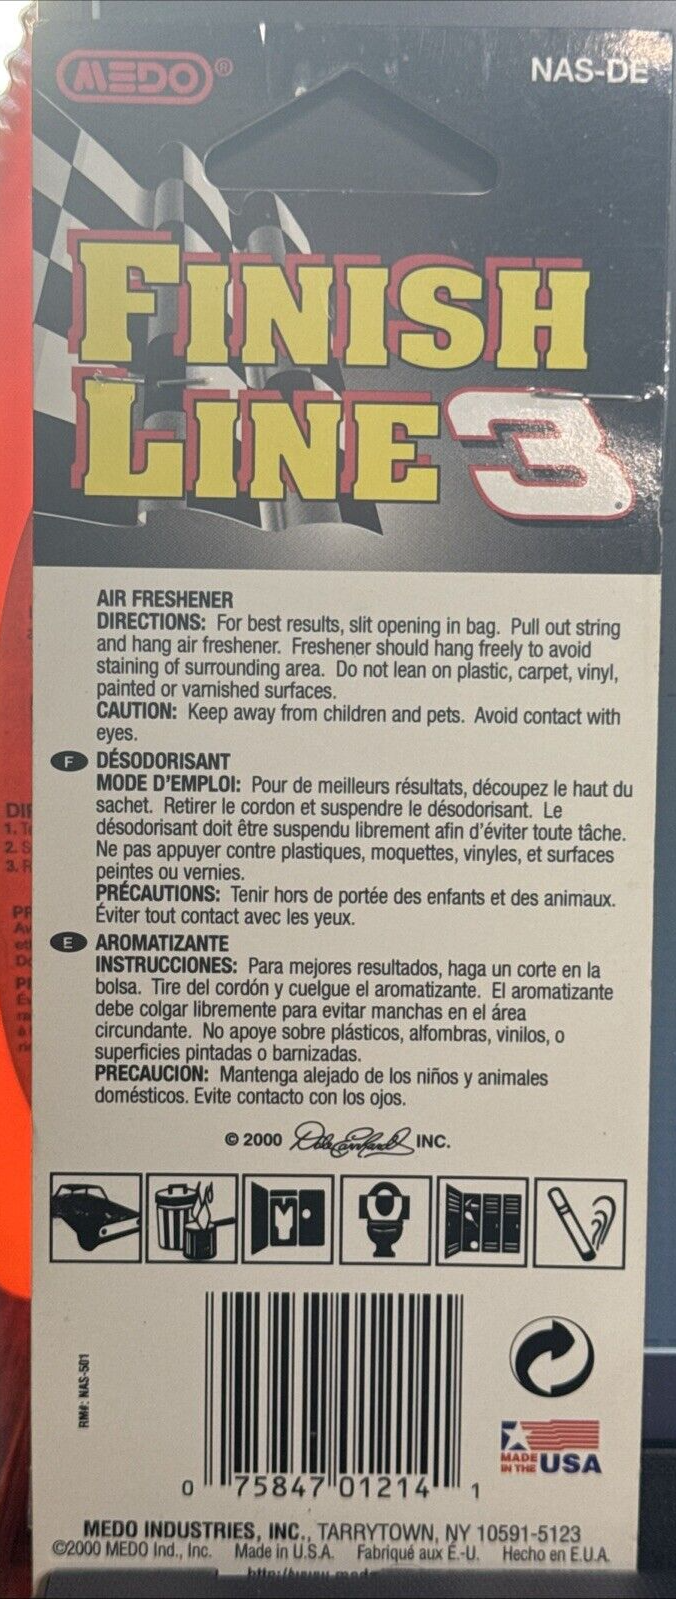 MEDO®
NAS-DE
FINISH
LINE 3
AIR FRESHENER
DIRECTIONS: For best results, slit opening in bag. Pull out string
and hang air freshener. Freshener should hang freely to avoid
staining of surrounding area. Do not lean on plastic, carpet, vinyl,
painted or varnished surfaces.
CAUTION: Keep away from children and pets. Avoid contact with
eyes.
F DÉSODORISANT
MODE D'EMPLOI: Pour de meilleurs résultats, découpez le haut du
sachet. Retirer le cordon et suspendre le désodorisant. Le
désodorisant doit être suspendu librement afin d'éviter toute tâche.
Ne pas appuyer contre plastiques, moquettes, vinyles, et surfaces
peintes ou vernies.
PRÉCAUTIONS: Tenir hors de portée des enfants et des animaux.
Éviter tout contact avec les yeux.
E AROMATIZANTE
INSTRUCCIONES: Para mejores resultados, haga un corte en la
bolsa. Tire del cordón y cuelgue el aromatizante. El aromatizante
debe colgar libremente para evitar manchas en el área
circundante. No apoye sobre plásticos, alfombras, vinilos, o
superficies pintadas o barnizadas.
PRECAUCION: Mantenga alejado de los niños y animales
domésticos. Evite contacto con los ojos.
© 2000 Dale Earnhardt INC.
RM#: NAS-501
0 75847 01214 1
MADE
IN THE USA
MEDO INDUSTRIES, INC., TARRYTOWN, NY 10591-5123
©2000 MEDO Ind., Inc. Made in U.S.A. Fabriqué aux É.-U. Hecho en E.U.A.